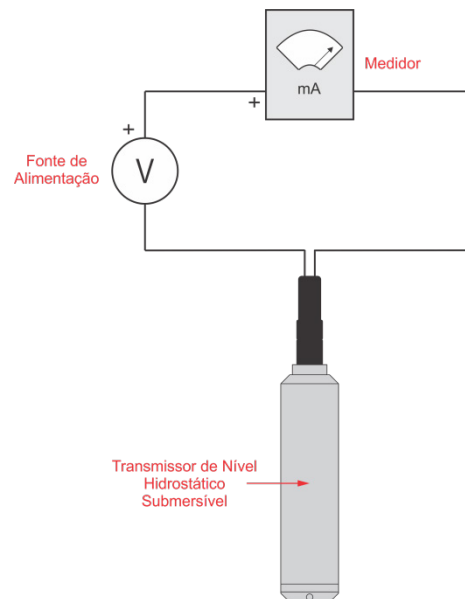 Medidor
mA
+
+
Fonte de
Alimentação
V
Transmissor de Nível
Hidrostático
Submersível